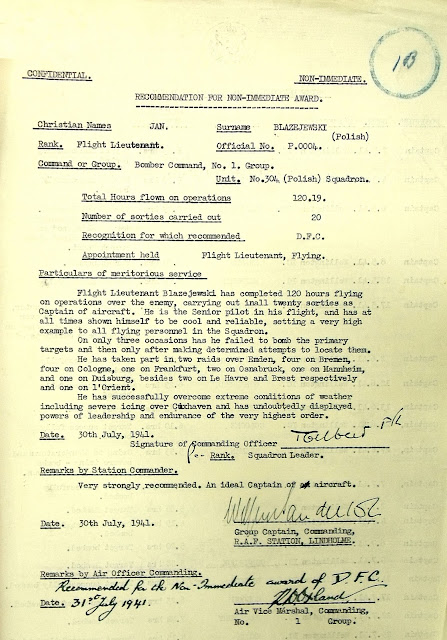 1B
CONFIDENTIAL. NON-IMMEDIATE.
RECOMMENDATION FOR NON-IMMEDIATE AWARD.
Christian Names JAN. Surname BLAZEJEWSKI
(Polish)
Rank. Flight Lieutenant. Official No. P.0004.
Command or Group. Bomber Command, No. 1. Group.
Unit. No.304 (Polish) Squadron.
Total Hours flown on operations 120.19.
Number of sorties carried out 20
Recognition for which recommended D.F.C.
Appointment held Flight Lieutenant, Flying.
Particulars of meritorious service
Flight Lieutenant Blazejewski has completed 120 hours flying
on operations over the enemy, carrying out inall twenty sorties as
Captain of aircraft. He is the Senior pilot in his flight, and has at
all times shown himself to be cool and reliable, setting a very high
example to all flying personnel in the Squadron.
On only three occasions has he failed to bomb the primary
targets and then only after making determined attempts to locate them.
He has taken part in two raids over Emden, four on Bremen,
four on Cologne, one on Frankfurt, two on Osnabruck, one on Mannheim,
and one on Duisburg, besides two on Le Havre and Brest respectively
and one on l'Orient.
He has successfully overcome extreme conditions of weather
including severe icing over Cuxhaven and has undoubtedly displayed
powers of leadership and endurance of the very highest order.
Date. 30th July, 1941.
Signature of Commanding Officer
Rank. Squadron Leader.
Remarks by Station Commander.
Very strongly recommended. An ideal Captain of aircraft.
Date. 30th July, 1941.
Group Captain, Commanding,
R.A.F. STATION, LINDHOLME.
Remarks by Air Officer Commanding.
Recommended for the Non-Immediate award of D.F.C.
Date. 31st July 1941.
Air Vice Marshal, Commanding,
No. 1 Group.